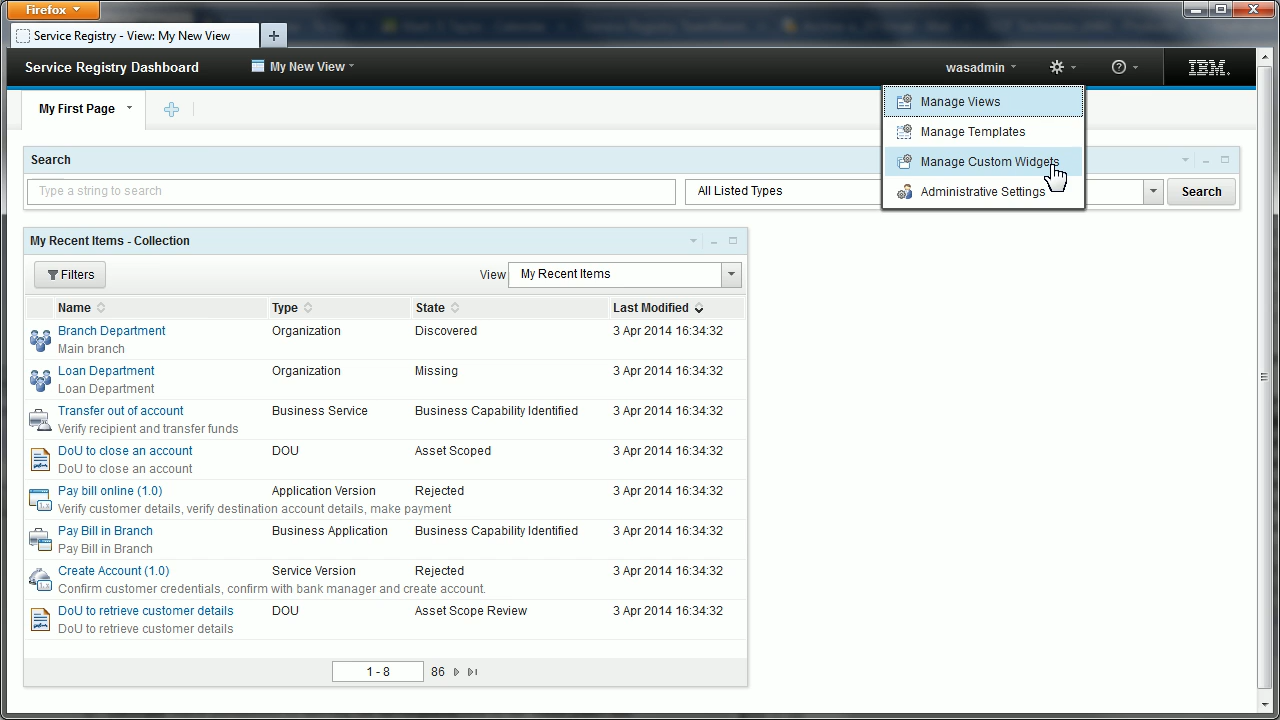 Firefox
Service Registry - View: My New View
Service Registry Dashboard
My New View
wasadmin
IBM.
My First Page
Manage Views
Manage Templates
Manage Custom Widgets
Administrative Settings
Search
Type a string to search
All Listed Types
Search
My Recent Items - Collection
Filters
View
My Recent Items
Name Type State Last Modified
Branch Department Organization Discovered 3 Apr 2014 16:34:32
Main branch
Loan Department Organization Missing 3 Apr 2014 16:34:32
Loan Department
Transfer out of account Business Service Business Capability Identified 3 Apr 2014 16:34:32
Verify recipient and transfer funds
DoU to close an account DOU Asset Scoped 3 Apr 2014 16:34:32
DoU to close an account
Pay bill online (1.0) Application Version Rejected 3 Apr 2014 16:34:32
Verify customer details, verify destination account details, make payment
Pay Bill in Branch Business Application Business Capability Identified 3 Apr 2014 16:34:32
Pay Bill in Branch
Create Account (1.0) Service Version Rejected 3 Apr 2014 16:34:32
Confirm customer credentials, confirm with bank manager and create account.
DoU to retrieve customer details DOU Asset Scope Review 3 Apr 2014 16:34:32
DoU to retrieve customer details
1 - 8 86